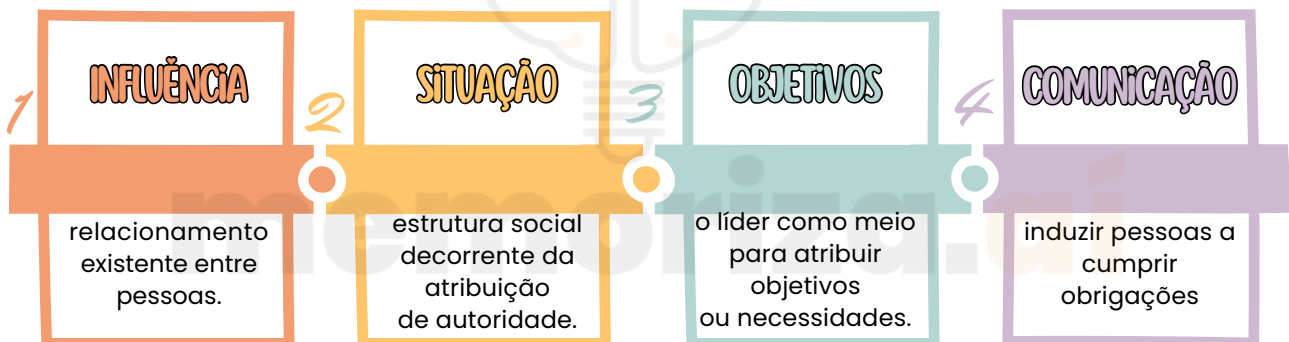 1
INFLUÊNCIA
relacionamento
existente entre
pessoas.
2
SITUAÇÃO
estrutura social
decorrente da
atribuição
de autoridade.
3
OBJETIVOS
o líder como meio
para atribuir
objetivos
ou necessidades.
4
COMUNICAÇÃO
induzir pessoas a
cumprir
obrigações
memoriza.aí